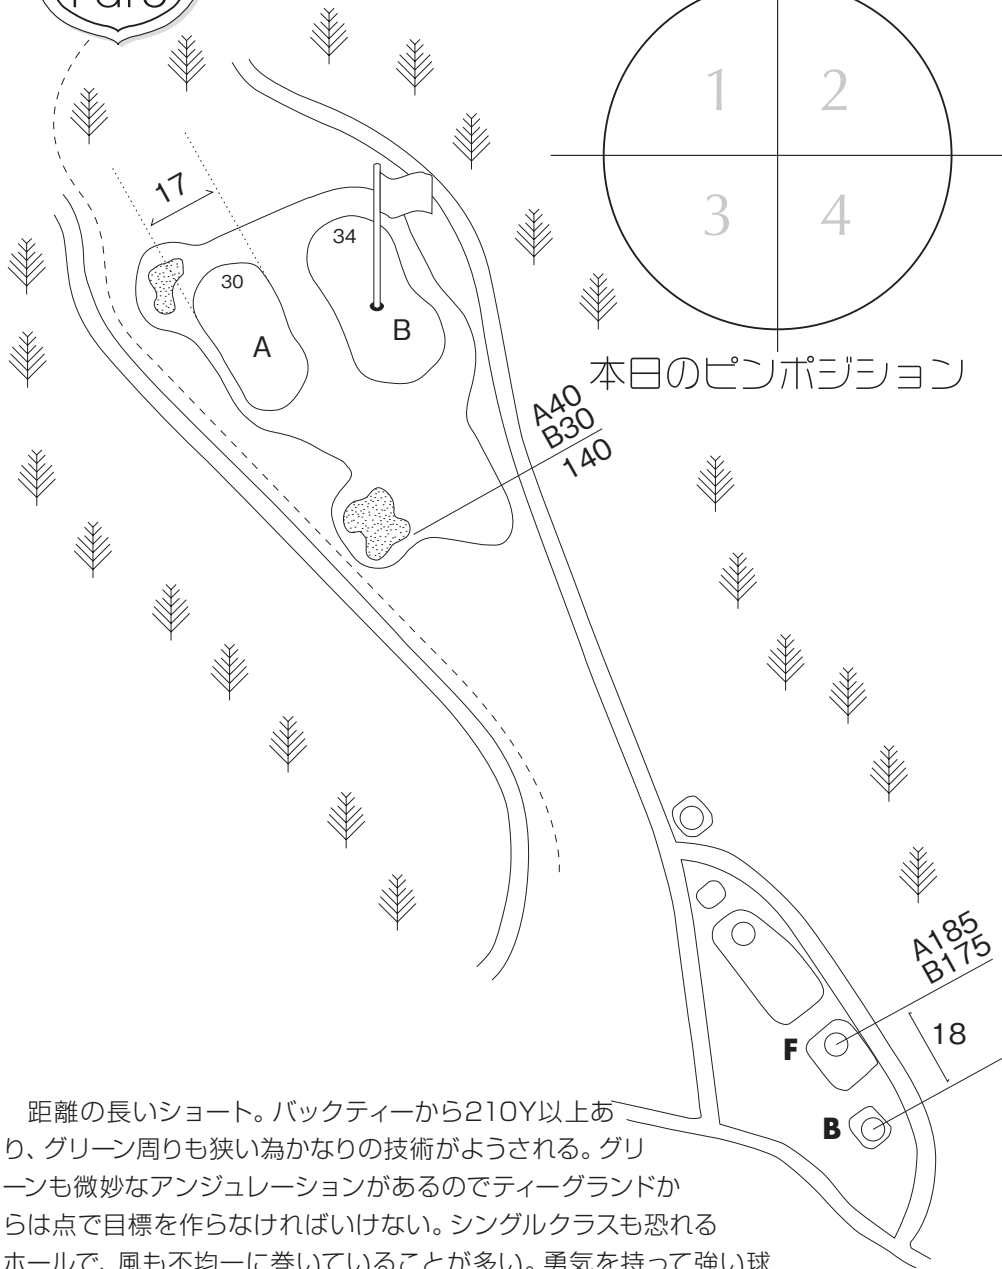 1 2
17
34
3 4
30
B
A
本日のピンポジション
A40
B30
140
A185
B175
18
F
距離の長いショート。バックティーから210Y以上あ
B
り、グリーン周りも狭い為かなりの技術がようされる。グリ
ーンも微妙なアンジュレーションがあるのでティーグランドか
らは点で目標を作らなければいけない。シングルクラスも恐れる
ホールで、風も不均一に巻いていることが多い。勇気を持って強い球